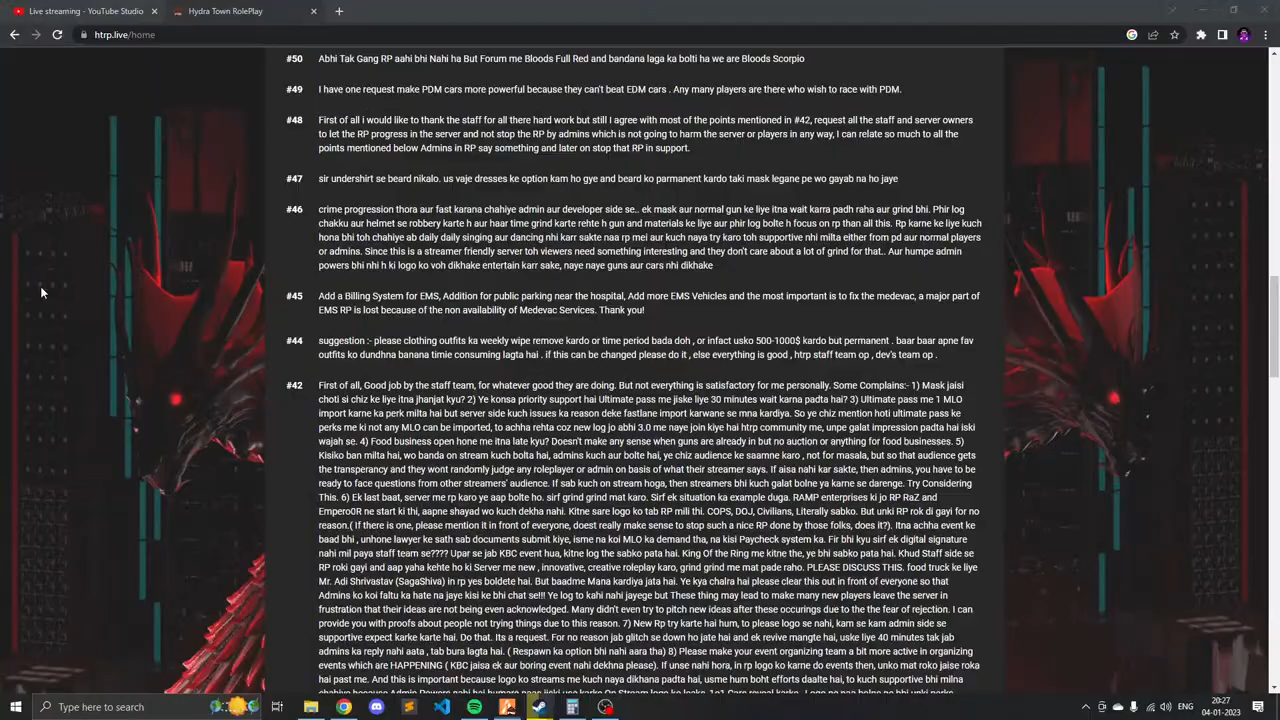 Live streaming - YouTube Studio
Hydra Town RolePlay
htrp.live/home
#50 Abhi Tak Gang RP aahi bhi Nahi ha But Forum me Bloods Full Red and bandana laga ka bolti ha we are Bloods Scorpio
#49 I have one request make PDM cars more powerful because they can't beat EDM cars . Any many players are there who wish to race with PDM.
#48 First of all i would like to thank the staff for all there hard work but still I agree with most of the points mentioned in #42, request all the staff and server owners
to let the RP progress in the server and not stop the RP by admins which is not going to harm the server or players in any way, I can relate so much to all the
points mentioned below Admins in RP say something and later on stop that RP in support.
#47 sir undershirt se beard nikalo. us vaje dresses ke option kam ho gye and beard ko parmanent kardo taki mask legane pe wo gayab na ho jaye
#46 crime progression thora aur fast karana chahiye admin aur developer side se.. ek mask aur normal gun ke liye itna wait karra padh raha aur grind bhi. Phir log
chakku aur helmet se robbery karte h aur haar time grind karte rehte h gun and materials ke liye aur phir log bolte h focus on rp than all this. Rp karne ke liye kuch
hona bhi toh chahiye ab daily daily singing aur dancing nhi karr sakte naa rp mei aur kuch naya try karo toh supportive nhi milta either from pd aur normal players
or admins. Since this is a streamer friendly server toh viewers need something interesting and they don't care about a lot of grind for that.. Aur humpe admin
powers bhi nhi h ki logo ko voh dikhake entertain karr sake, naye naye guns aur cars nhi dikhake
#45 Add a Billing System for EMS, Addition for public parking near the hospital, Add more EMS Vehicles and the most important is to fix the medevac, a major part of
EMS RP is lost because of the non availability of Medevac Services. Thank you!
#44 suggestion :- please clothing outfits ka weekly wipe remove kardo or time period bada doh , or infact usko 500-1000$ kardo but permanent . baar baar apne fav
outfits ko dundhna banana timie consuming lagta hai . if this can be changed please do it , else everything is good , htrp staff team op , dev's team op .
#42 First of all, Good job by the staff team, for whatever good they are doing. But not everything is satisfactory for me personally. Some Complains:- 1) Mask jaisi
choti si chiz ke liye itna jhanjat kyu? 2) Ye konsa priority support hai Ultimate pass me jiske liye 30 minutes wait karna padta hai? 3) Ultimate pass me 1 MLO
import karne ka perk milta hai but server side kuch issues ka reason deke fastlane import karwane se mna kardiya. So ye chiz mention hoti ultimate pass ke
perks me ki not any MLO can be imported, to achha rehta coz new log jo abhi 3.0 me naye join kiye hai htrp community me, unpe galat impression padta hai iski
wajah se. 4) Food business open hone me itna late kyu? Doesn't make any sense when guns are already in but no auction or anything for food businesses. 5)
Kisiko ban milta hai, wo banda on stream kuch bolta hai, admins kuch aur bolte hai, ye chiz audience ke saamne karo , not for masala, but so that audience gets
the transperancy and they wont randomly judge any roleplayer or admin on basis of what their streamer says. If aisa nahi kar sakte, then admins, you have to be
ready to face questions from other streamers' audience. If sab kuch on stream hoga, then streamers bhi kuch galat bolne ya karne se darenge. Try Considering
This. 6) Ek last baat, server me rp karo ye aap bolte ho. sirf grind grind mat karo. Sirf ek situation ka example duga. RAMP enterprises ki jo RP RaZ and
Empero0R ne start ki thi, aapne shayad wo kuch dekha nahi. Kitne sare logo ko tab RP mili thi. COPS, DOJ, Civilians, Literally sabko. But unki RP rok di gayi for no
reason.( If there is one, please mention it in front of everyone, doest really make sense to stop such a nice RP done by those folks, does it?). Itna achha event ke
baad bhi , unhone lawyer ke sath sab documents submit kiye, isme na koi MLO ka demand tha, na kisi Paycheck system ka. Fir bhi kyu sirf ek digital signature
nahi mil paya staff team se???? Upar se jab KBC event hua, kitne log the sabko pata hai. King Of the Ring me kitne the, ye bhi sabko pata hai. Khud Staff side se
RP roki gayi and aap yaha kehte ho ki Server me new , innovative, creative roleplay karo, grind grind me mat pade raho. PLEASE DISCUSS THIS. food truck ke liye
Mr. Adi Shrivastav (SagaShiva) in rp yes boldete hai. But baadme Mana kardiya jata hai. Ye kya chalra hai please clear this out in front of everyone so that
Admins ko koi faltu ka hate na jaye kisi ke bhi chat se!!! Ye log to kahi nahi jayege but These thing may lead to make many new players leave the server in
frustration that their ideas are not being even acknowledged. Many didn't even try to pitch new ideas after these occurings due to the the fear of rejection. I can
provide you with proofs about people not trying things due to this reason. 7) New Rp try karte hai hum, to please logo se nahi, kam se kam admin side se
supportive expect karke karte hai. Do that. Its a request. For no reason jab glitch se down ho jate hai and ek revive mangte hai, uske liye 40 minutes tak jab
admins ka reply nahi aata , tab bura lagta hai. ( Respawn ka option bhi nahi aara tha) 8) Please make your event organizing team a bit more active in organizing
events which are HAPPENING ( KBC jaisa ek aur boring event nahi dekhna please). If unse nahi hora, in rp logo ko karne do events then, unko mat roko jaise roka
hai past me. And this is important because logo ko streams me kuch naya dikhana padta hai, usme hum boht efforts daalte hai, to kuch supportive bhi milna
Type here to search
ENG
20:27
04-01-2023